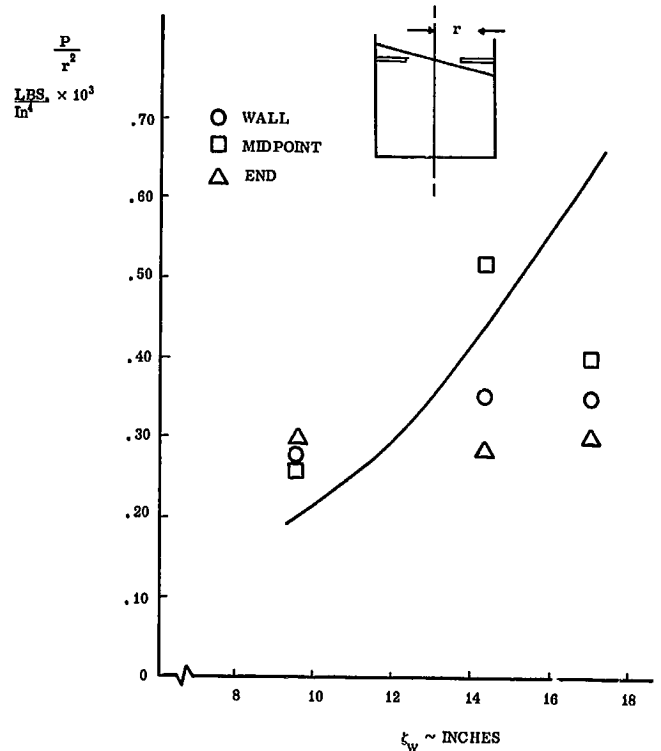 P
r²
LBS. × 10³
In⁴
r
WALL
MIDPOINT
END
.70
.60
.50
.40
.30
.20
.10
0
8
10
12
14
16
18
ξw ~ INCHES